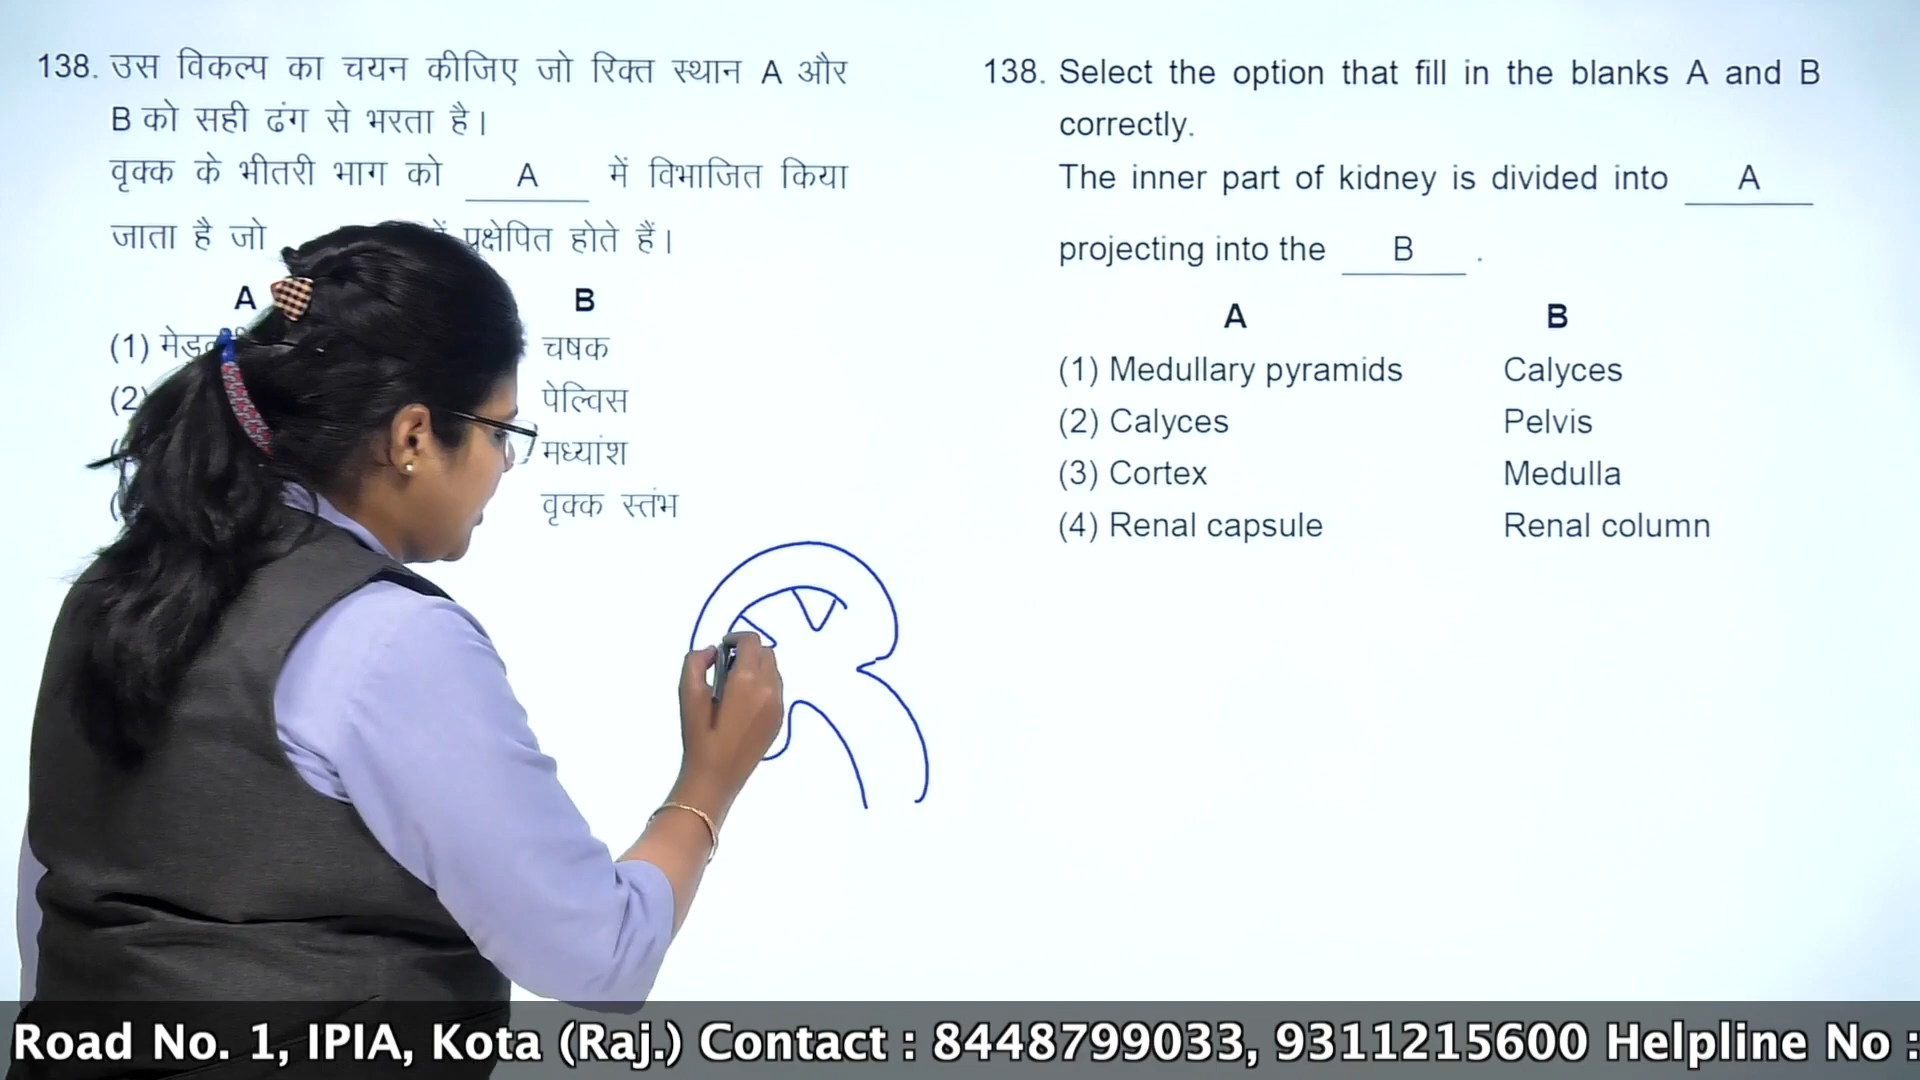 138. उस विकल्प का चयन कीजिए जो रिक्त स्थान A और
B को सही ढंग से भरता है।
वृक्क के भीतरी भाग को A में विभाजित किया
जाता है जो में प्रक्षेपित होते हैं।
A B
(1) चषक
(2) पेल्विस
मध्यांश
वृक्क स्तंभ
138. Select the option that fill in the blanks A and B
correctly.
The inner part of kidney is divided into A
projecting into the B .
A B
(1) Medullary pyramids Calyces
(2) Calyces Pelvis
(3) Cortex Medulla
(4) Renal capsule Renal column
Road No. 1, IPIA, Kota (Raj.) Contact : 8448799033, 9311215600 Helpline No :